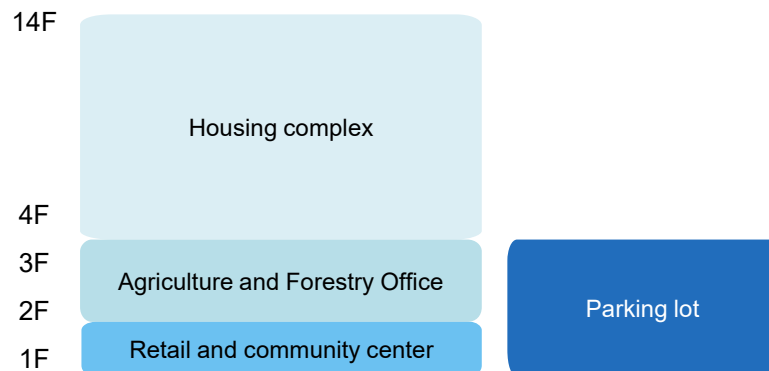 14F
Housing complex
4F
3F
Agriculture and Forestry Office
2F
Parking lot
Retail and community center
1F